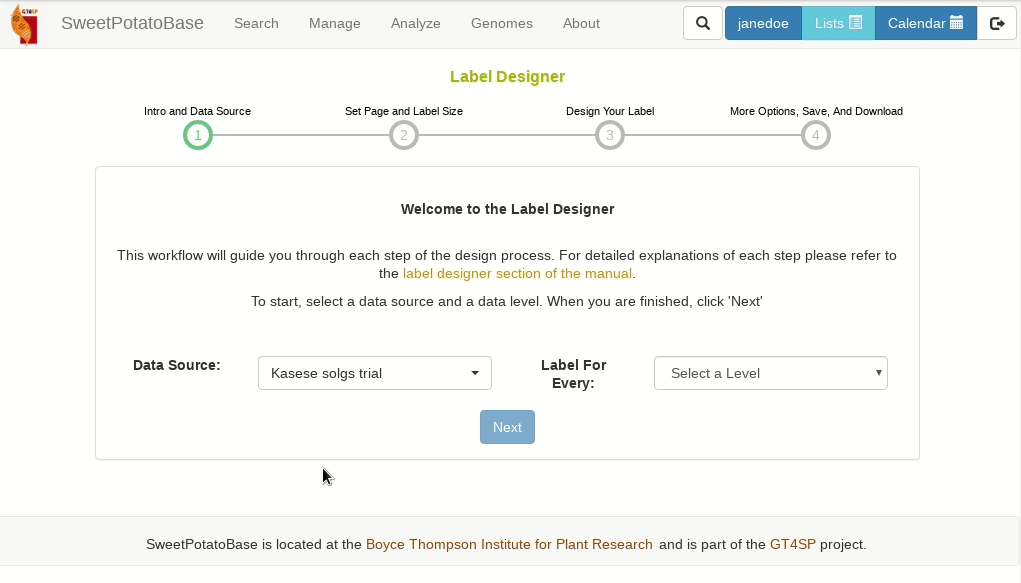 GT4SP
SweetPotatoBase Search Manage Analyze Genomes About janedoe Lists Calendar
Label Designer
Intro and Data Source Set Page and Label Size Design Your Label More Options, Save, And Download
1 2 3 4
Welcome to the Label Designer
This workflow will guide you through each step of the design process. For detailed explanations of each step please refer to
the label designer section of the manual.
To start, select a data source and a data level. When you are finished, click 'Next'
Data Source: Kasese solgs trial Label For Every: Select a Level
Next
SweetPotatoBase is located at the Boyce Thompson Institute for Plant Research and is part of the GT4SP project.